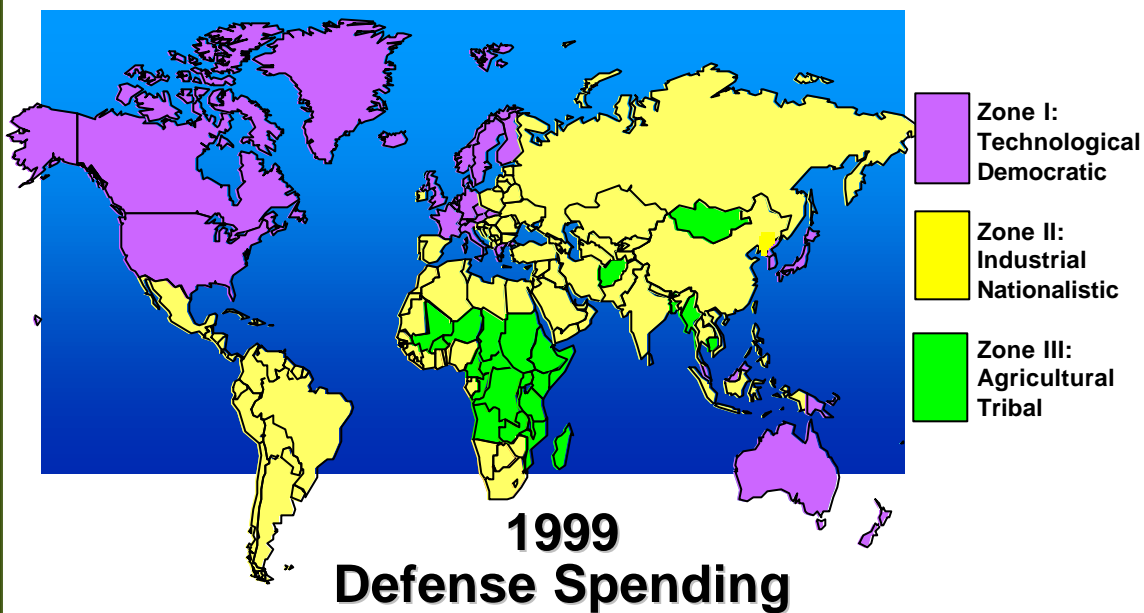 Zone I:
Technological
Democratic
Zone II:
Industrial
Nationalistic
Zone III:
Agricultural
Tribal
1999
Defense Spending